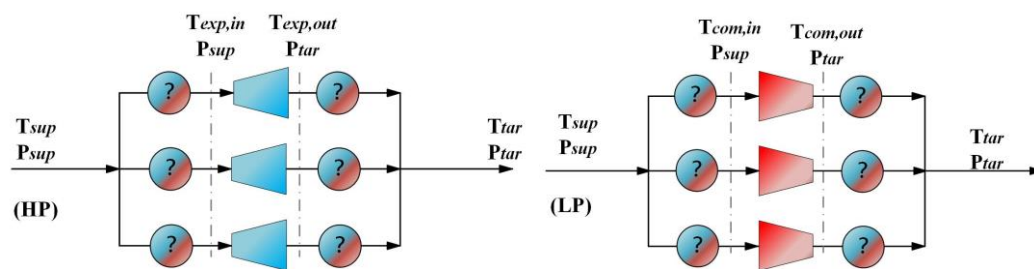 Texp,in Texp,out
Psup Ptar
? ?
Tsup
Psup
Ttar
Ptar
? ?
(HP)
? ?
Tcom,in Tcom,out
Psup Ptar
? ?
Tsup
Psup
Ttar
Ptar
? ?
(LP)
? ?